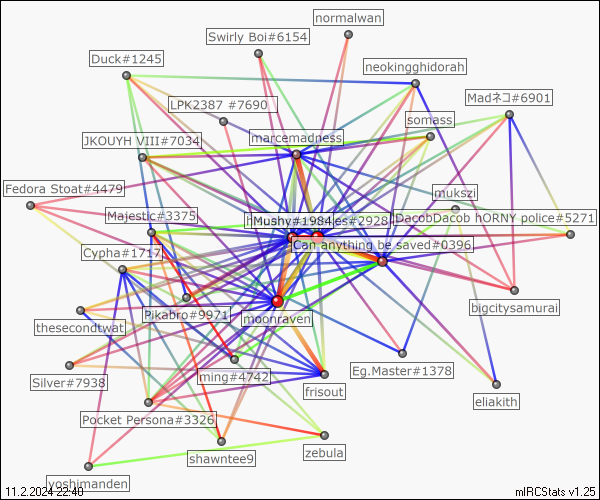 normalwan
Swirly Boi#6154
Duck#1245
neokingghidorah
LPK2387 #7690
Madネコ#6901
somass
marcemadness
JKOUYH VIII#7034
Fedora Stoat#4479
mukszi
Majestic#3375
Mushy#1984
es#2928
DacobDacob hORNY police#5271
Can anything be saved#0396
Cypha#1717
bigcitysamurai
Pikabro#9971
moonraven
thesecondtwat
Eg.Master#1378
ming#4742
Silver#7938
frisout
eliakith
Pocket Persona#3326
zebula
shawntee9
yoshimanden
11.2.2024 22:40
mIRCStats v1.25